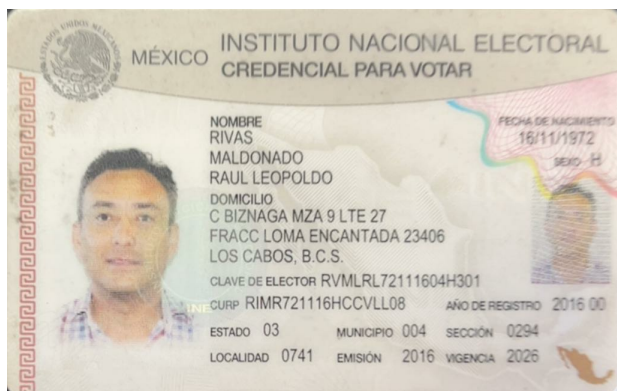 MÉXICO
INSTITUTO NACIONAL ELECTORAL
CREDENCIAL PARA VOTAR
NOMBRE
RIVAS
MALDONADO
RAUL LEOPOLDO
FECHA DE NACIMIENTO
16/11/1972
SEXO H
DOMICILIO
C BIZNAGA MZA 9 LTE 27
FRACC LOMA ENCANTADA 23406
LOS CABOS, B.C.S.
CLAVE DE ELECTOR RVMLRL72111604H301
CURP RIMR721116HCCVLL08 AÑO DE REGISTRO 2016 00
ESTADO 03 MUNICIPIO 004 SECCIÓN 0294
LOCALIDAD 0741 EMISIÓN 2016 VIGENCIA 2026